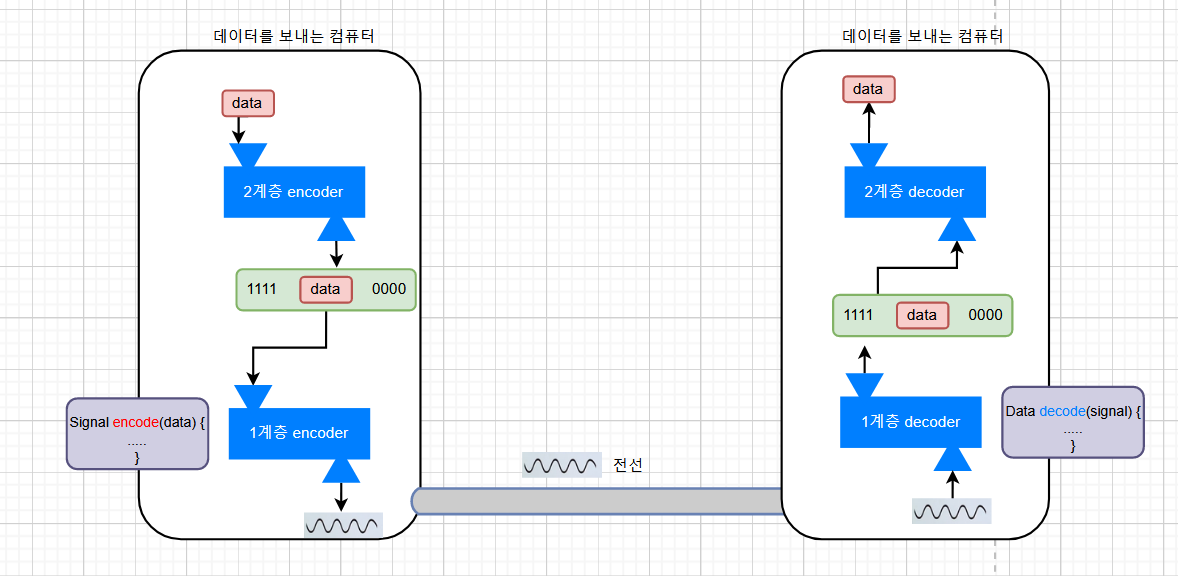 데이터를 보내는 컴퓨터
data
2계층 encoder
1111 data 0000
Signal encode(data) {
.....
}
1계층 encoder
전선
데이터를 보내는 컴퓨터
data
2계층 decoder
1111 data 0000
1계층 decoder
Data decode(signal) {
.....
}